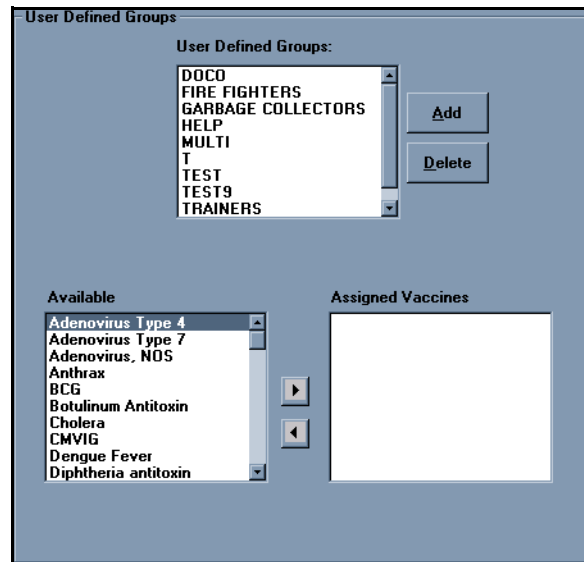 User Defined Groups
User Defined Groups:
DOCO
FIRE FIGHTERS
GARBAGE COLLECTORS
HELP
MULTI
T
TEST
TEST9
TRAINERS
Add
Delete
Available
Adenovirus Type 4
Adenovirus Type 7
Adenovirus, NOS
Anthrax
BCG
Botulinum Antitoxin
Cholera
CMVIG
Dengue Fever
Diphtheria antitoxin
Assigned Vaccines